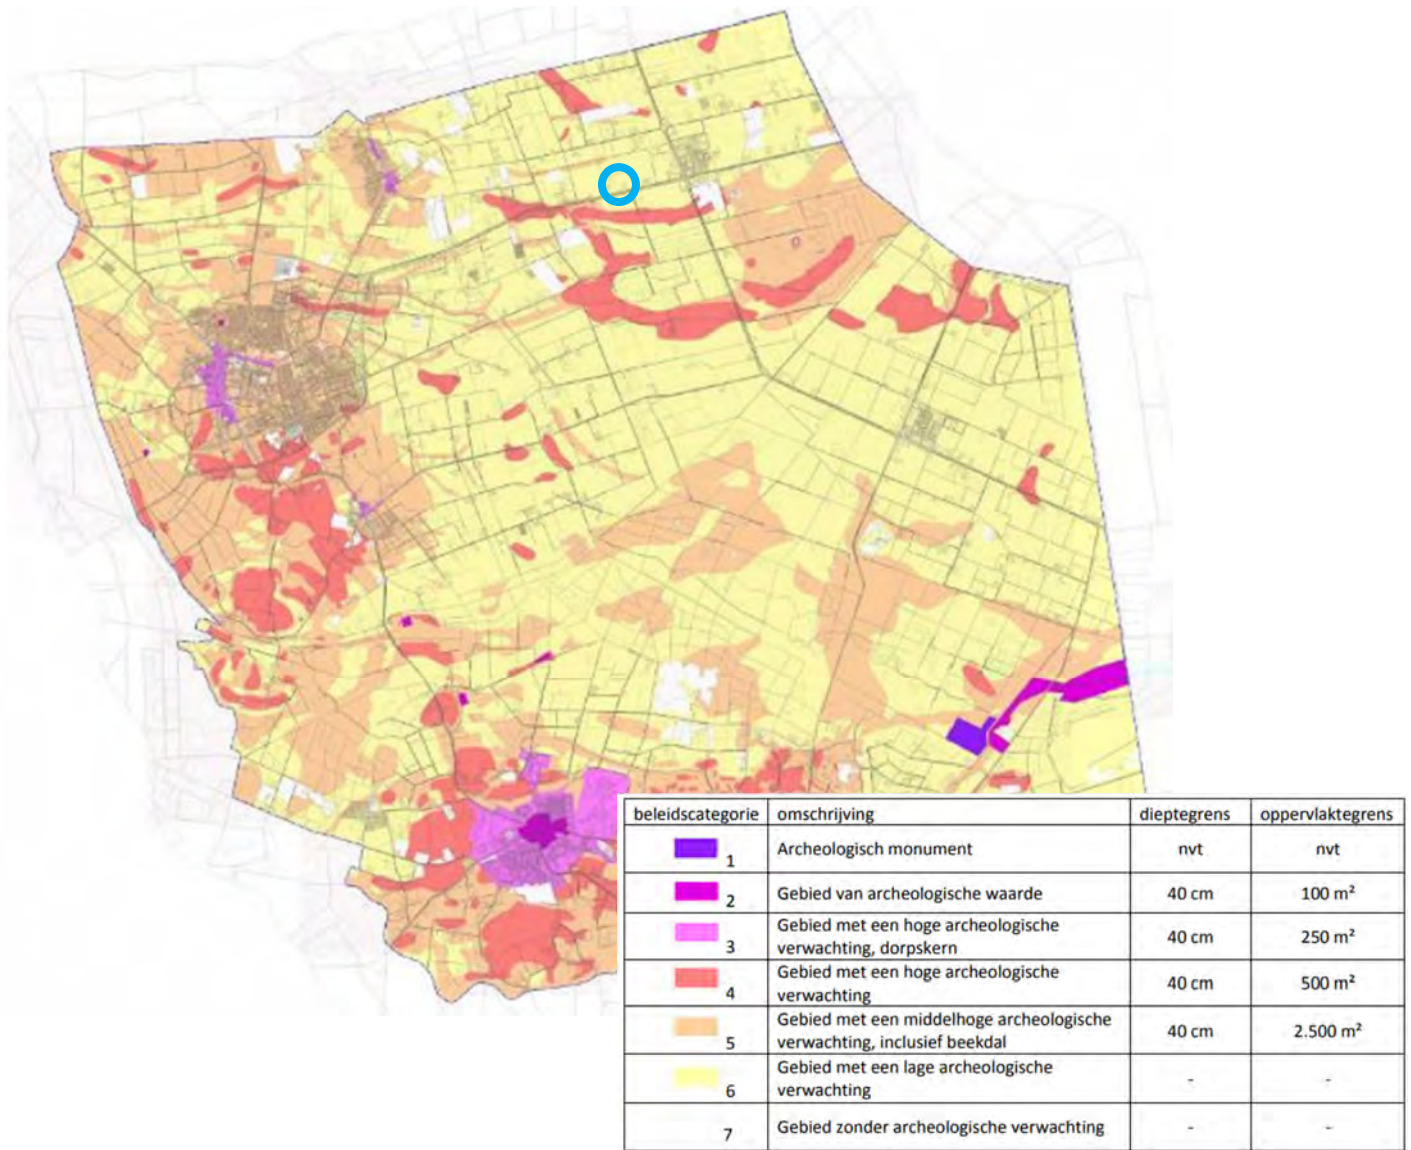 beleidscategorie omschrijving dieptegrens oppervlaktegrens
1 Archeologisch monument nvt nvt
2 Gebied van archeologische waarde 40 cm 100 m²
Gebied met een hoge archeologische
3 verwachting, dorpskern 40 cm 250 m²
Gebied met een hoge archeologische
4 verwachting 40 cm 500 m²
Gebied met een middelhoge archeologische
5 verwachting, inclusief beekdal 40 cm 2.500 m²
Gebied met een lage archeologische
6 verwachting - -
7 Gebied zonder archeologische verwachting - -